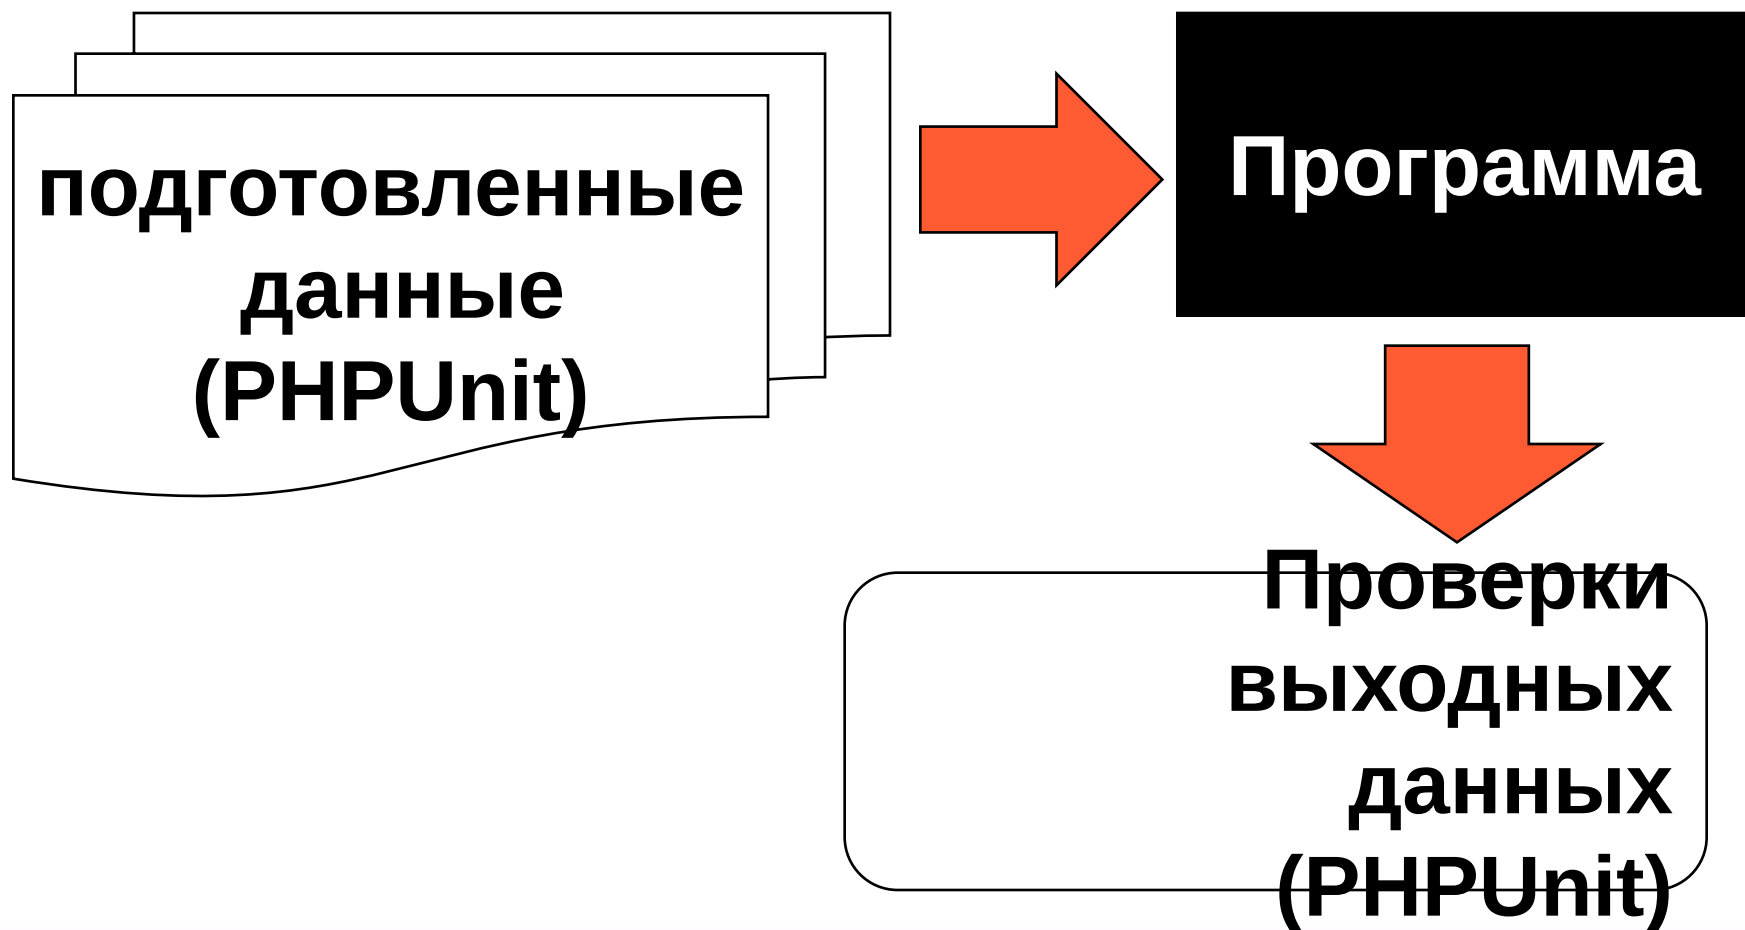 подготовленные
данные
(PHPUnit)
Программа
Проверки
выходных
данных
(PHPUnit)